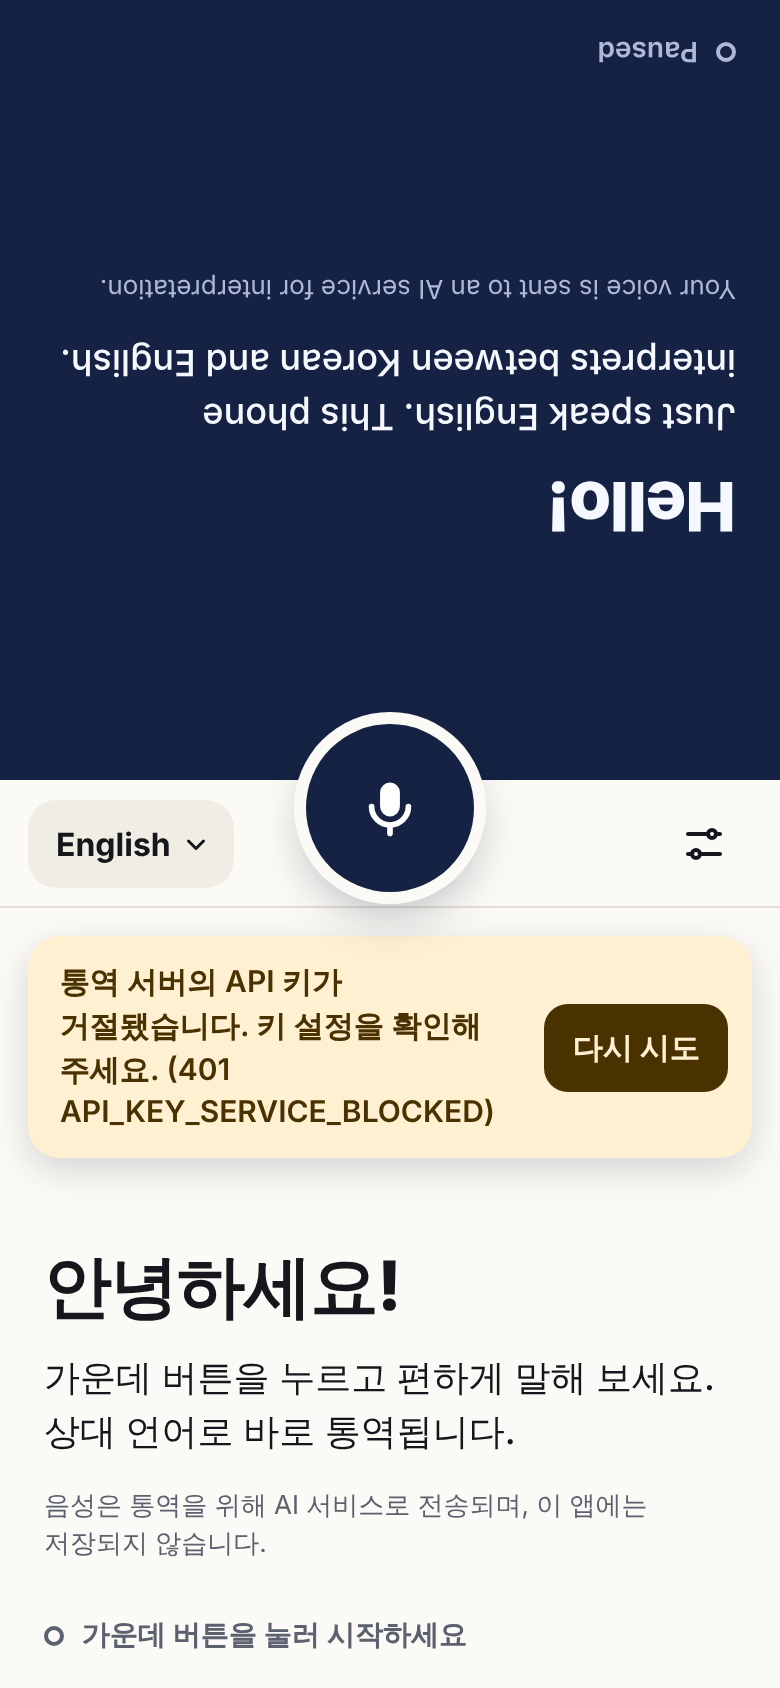 Paused
Hello!
Just speak English. This phone
interprets between Korean and English.
Your voice is sent to an AI service for interpretation.
English
통역 서버의 API 키가
거절됐습니다. 키 설정을 확인해
주세요. (401
API_KEY_SERVICE_BLOCKED)
다시 시도
안녕하세요!
가운데 버튼을 누르고 편하게 말해 보세요.
상대 언어로 바로 통역됩니다.
음성은 통역을 위해 AI 서비스로 전송되며, 이 앱에는
저장되지 않습니다.
가운데 버튼을 눌러 시작하세요